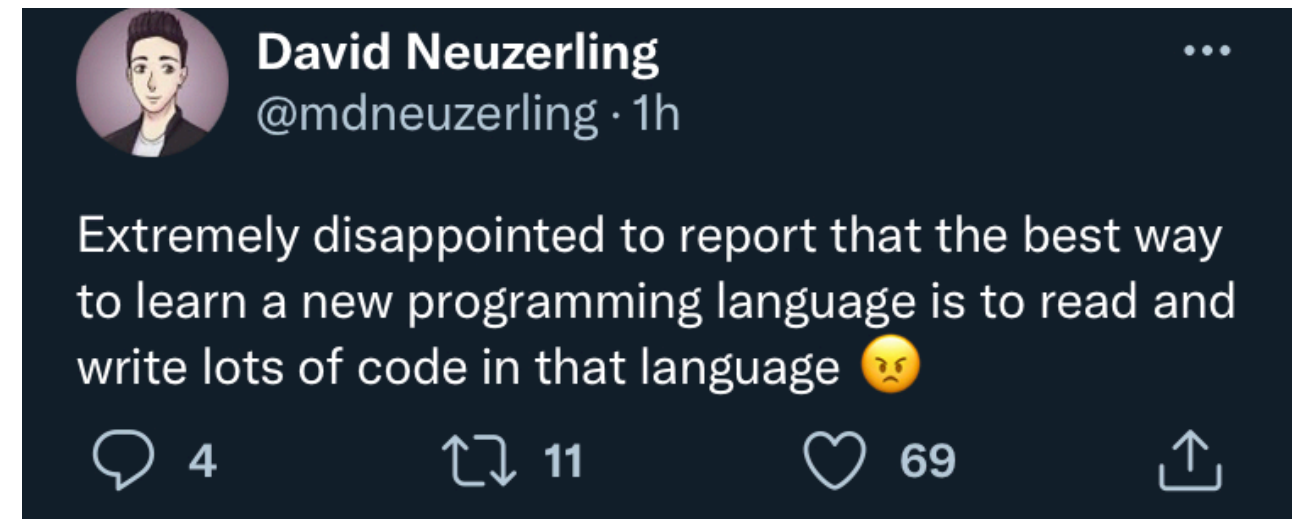 David Neuzerling
@mdneuzerling · 1h
Extremely disappointed to report that the best way
to learn a new programming language is to read and
write lots of code in that language 😠
4 11 69